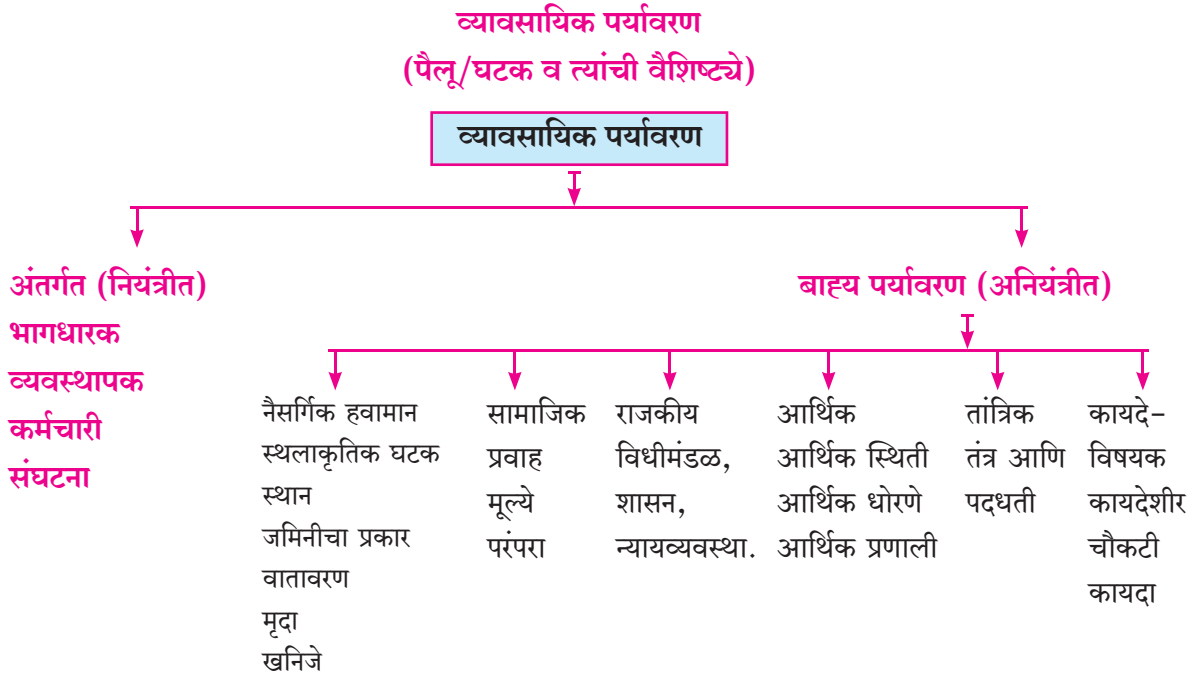 व्यावसायिक पर्यावरण
(पैलू/घटक व त्यांची वैशिष्ट्ये)
व्यावसायिक पर्यावरण
अंतर्गत (नियंत्रीत)
भागधारक
व्यवस्थापक
कर्मचारी
संघटना
बाह्य पर्यावरण (अनियंत्रीत)
नैसर्गिक हवामान
स्थलाकृतिक घटक
स्थान
जमिनीचा प्रकार
वातावरण
मृदा
खनिजे
सामाजिक
प्रवाह
मूल्ये
परंपरा
राजकीय
विधीमंडळ,
शासन,
न्यायव्यवस्था.
आर्थिक
आर्थिक स्थिती
आर्थिक धोरणे
आर्थिक प्रणाली
तांत्रिक
तंत्र आणि
पदधती
कायदे-
विषयक
कायदेशीर
चौकटी
कायदा